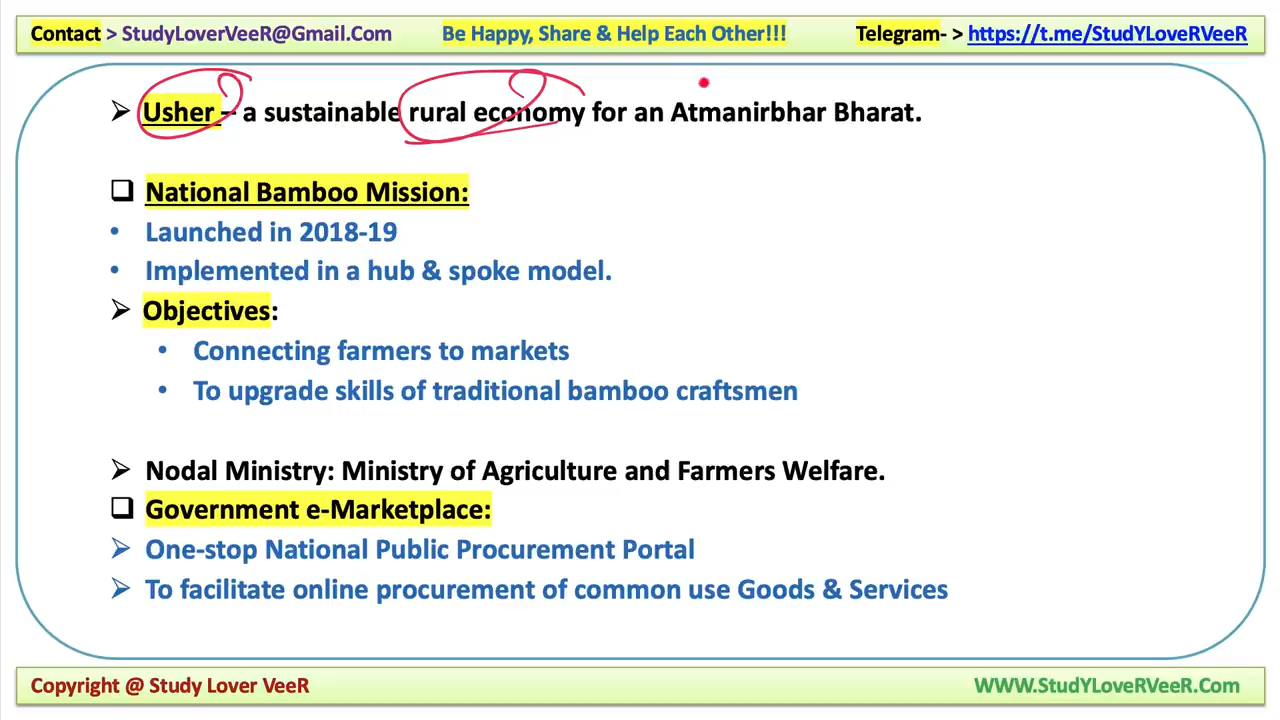 Contact > StudyLoverVeeR@Gmail.Com Be Happy, Share & Help Each Other!!! Telegram- > https://t.me/StudYLoveRVeeR
➢ Usher – a sustainable rural economy for an Atmanirbhar Bharat.
❑ National Bamboo Mission:
• Launched in 2018-19
• Implemented in a hub & spoke model.
➢ Objectives:
• Connecting farmers to markets
• To upgrade skills of traditional bamboo craftsmen
➢ Nodal Ministry: Ministry of Agriculture and Farmers Welfare.
❑ Government e-Marketplace:
➢ One-stop National Public Procurement Portal
➢ To facilitate online procurement of common use Goods & Services
Copyright @ Study Lover VeeR WWW.StudYLoveRVeeR.Com